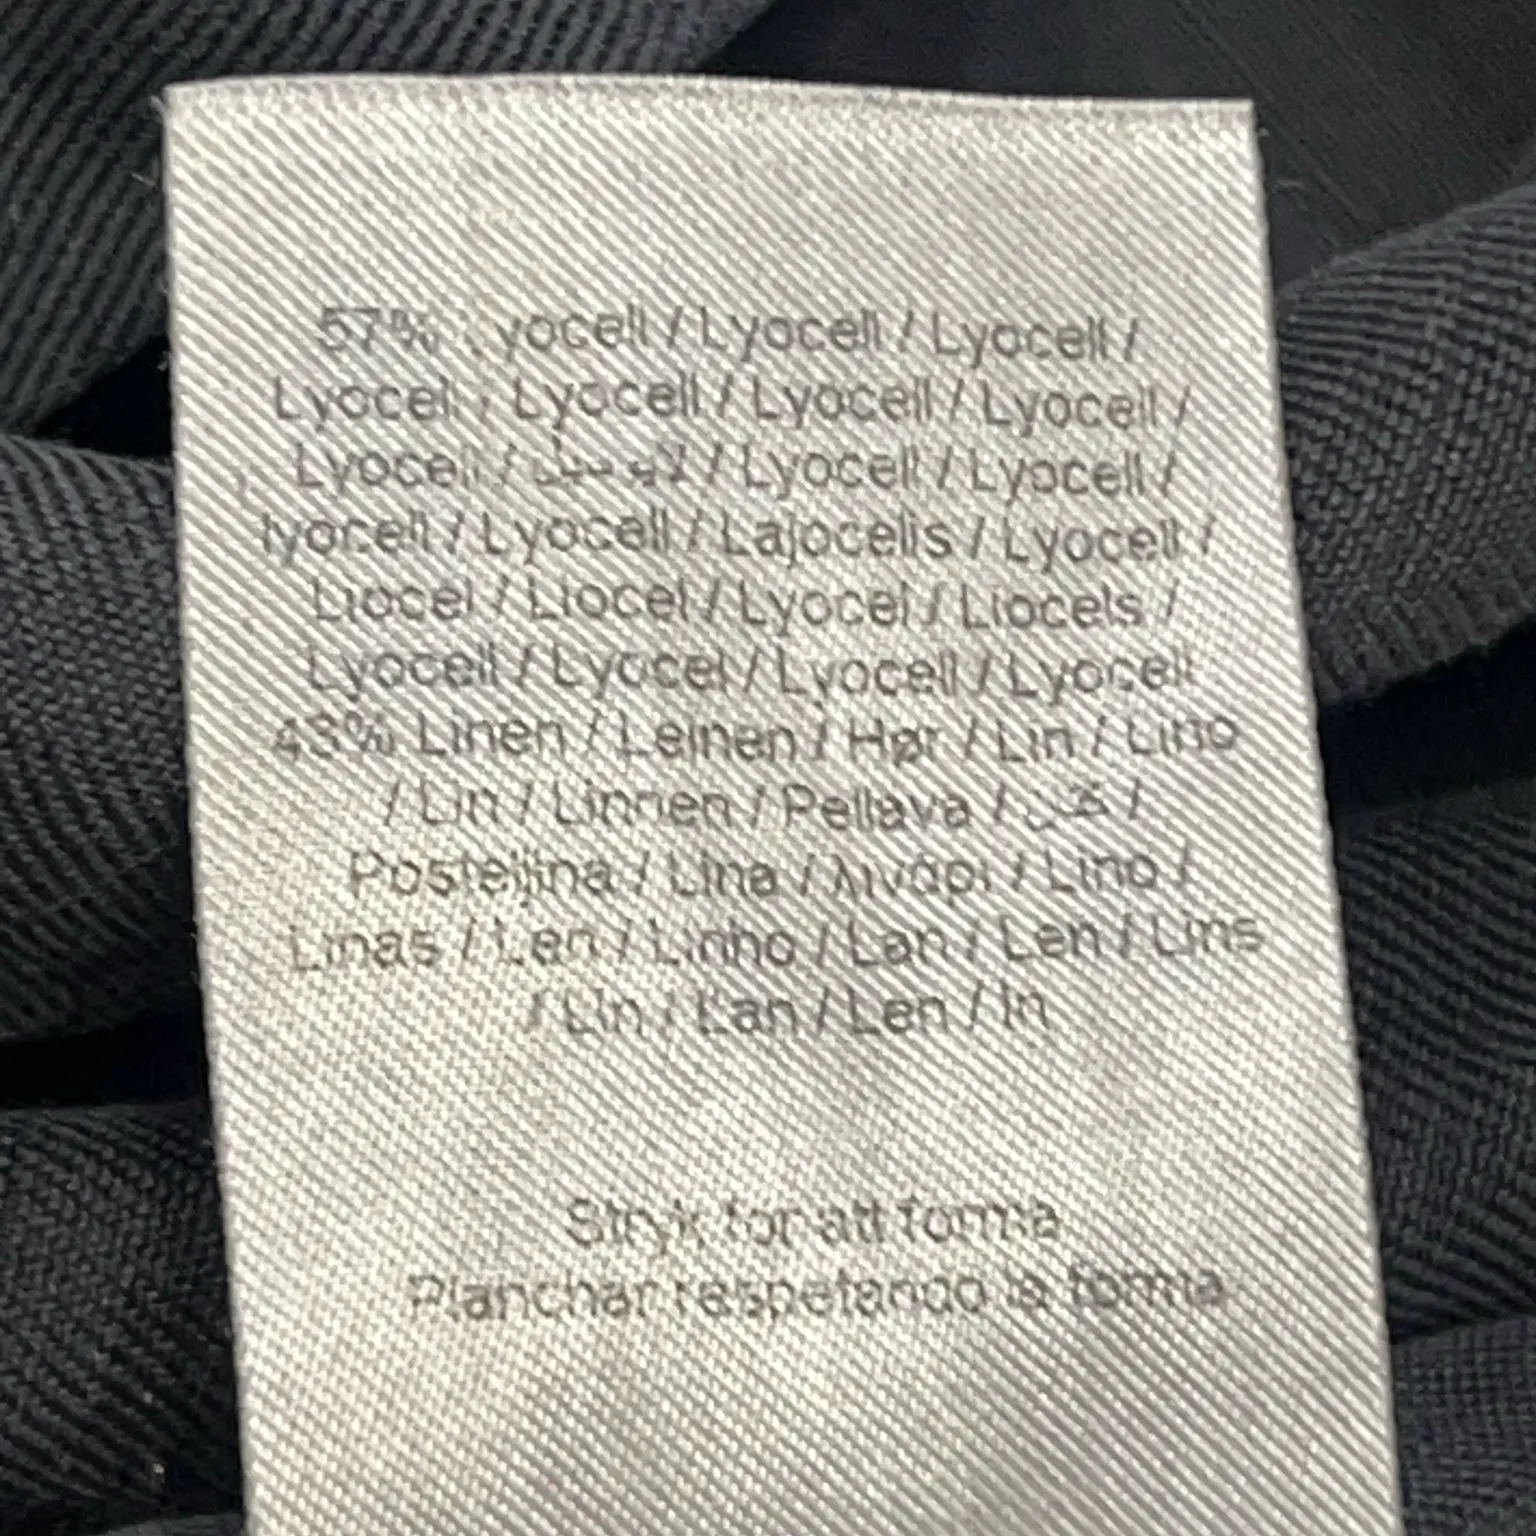 57% Lyocell / Lyocell / Lyocell /
Lyocell / Lyocell / Lyocell / Lyocell /
Lyocell / لايوسيل / Lyocell / Lyocell /
lyocell / Lyocell / Lajocelis / Lyocell /
Liocel / Liocel / Lyocel / Liocels /
Lyocell / Lyocel / Lyocell / Lyocell
43% Linen / Leinen / Hør / Lin / Lino
/ Lin / Linnen / Pellava / كتان /
Posteljina / Lina / λινάρι / Lino /
Linas / Len / Linho / Lan / Len / Lins
/ Lin / Ľan / Len / In
Stryk for att forma
Planchar respetando la forma